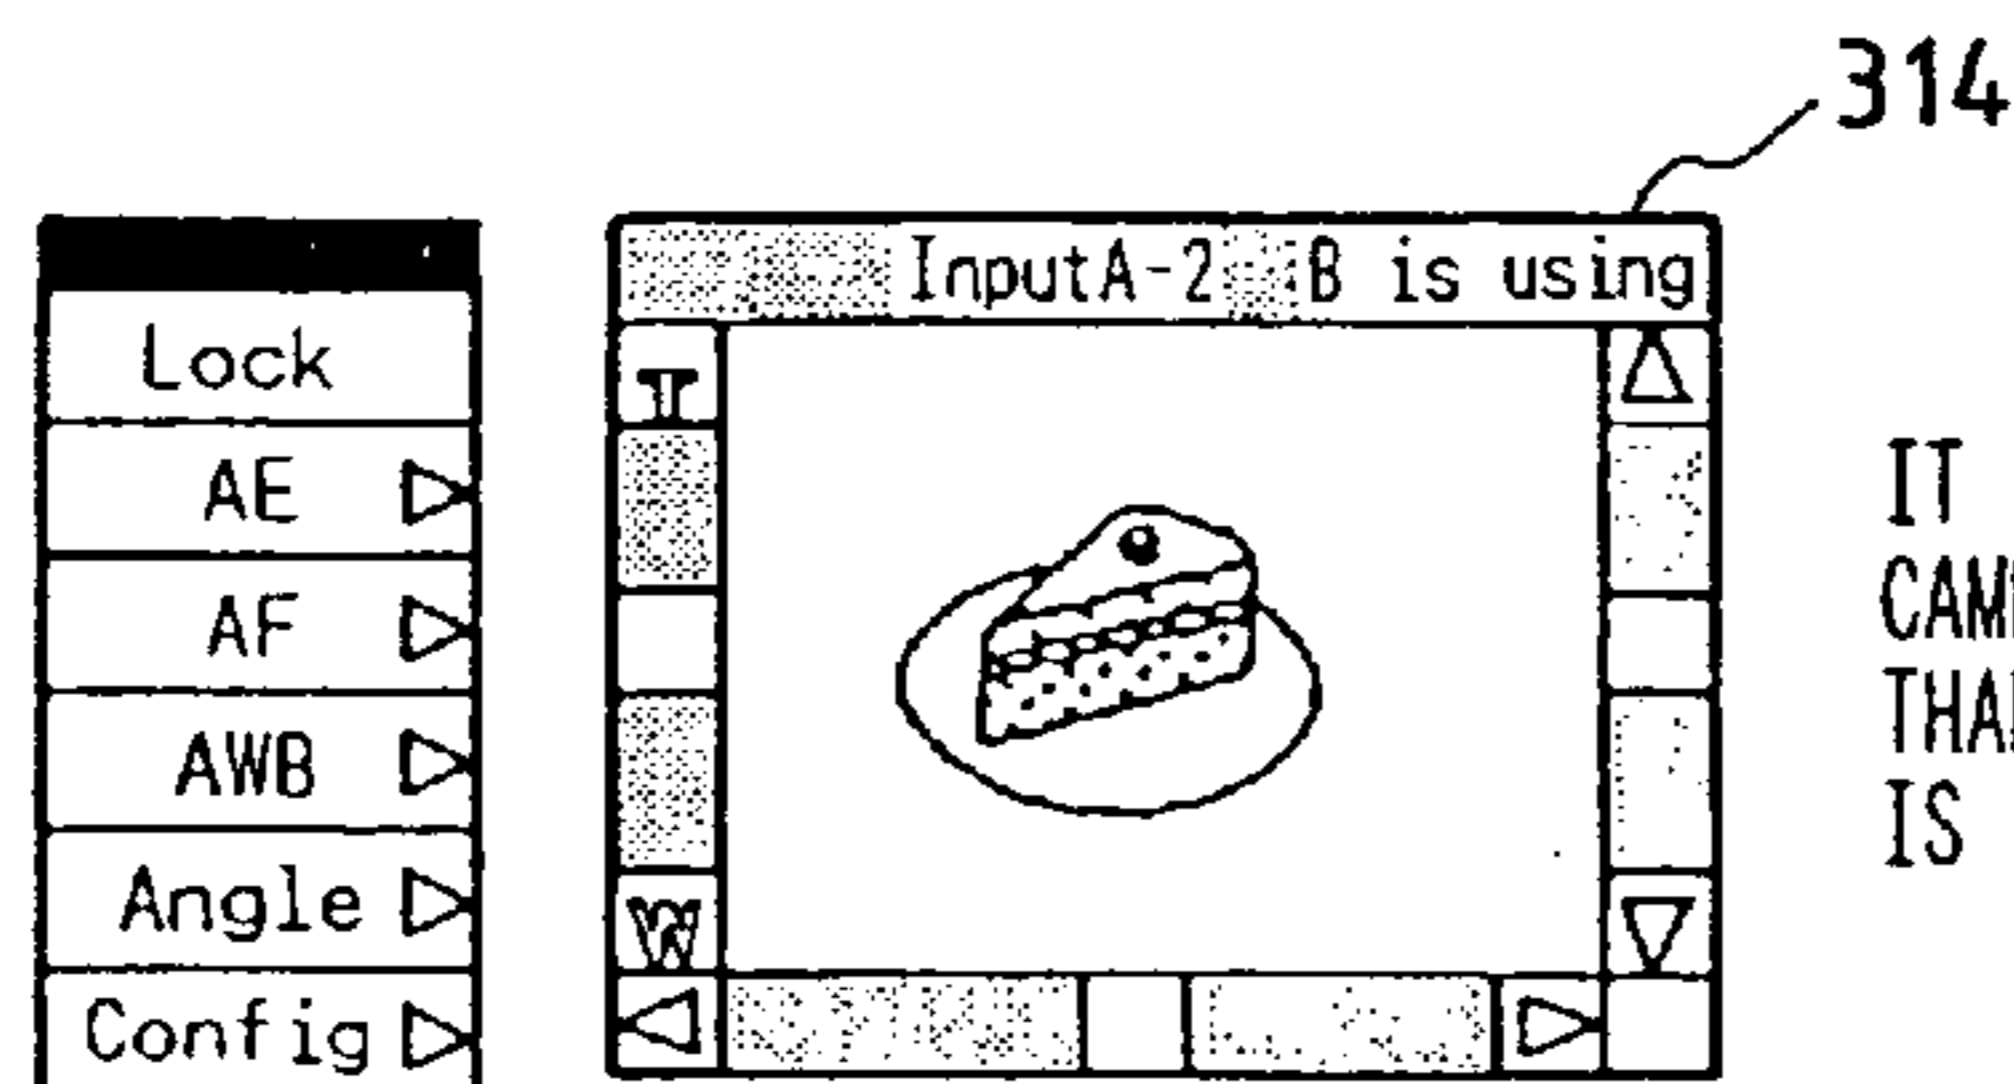 314
InputA-2 B is using
Lock
T
AE
AF
AWB
Angle
W
Config
IT
IS